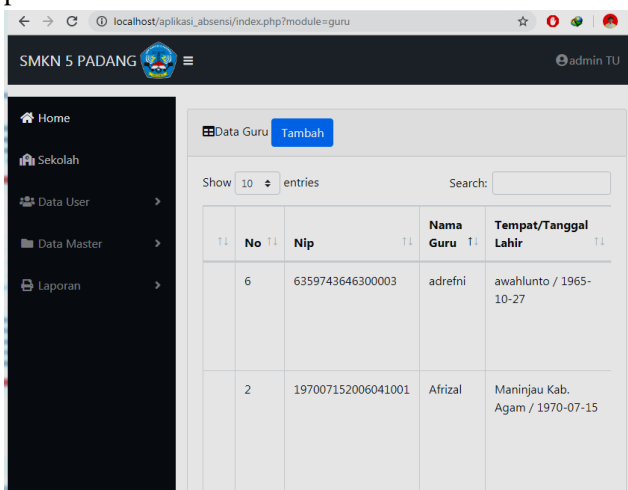 localhost/aplikasi_absensi/index.php?module=guru
SMKN 5 PADANG
admin TU
Home
Sekolah
Data User
Data Master
Laporan
Data Guru Tambah
Show 10 entries Search:
No Nip Nama Guru Tempat/Tanggal Lahir
6 6359743646300003 adrefni awahlunto / 1965-
10-27
2 197007152006041001 Afrizal Maninjau Kab.
Agam / 1970-07-15